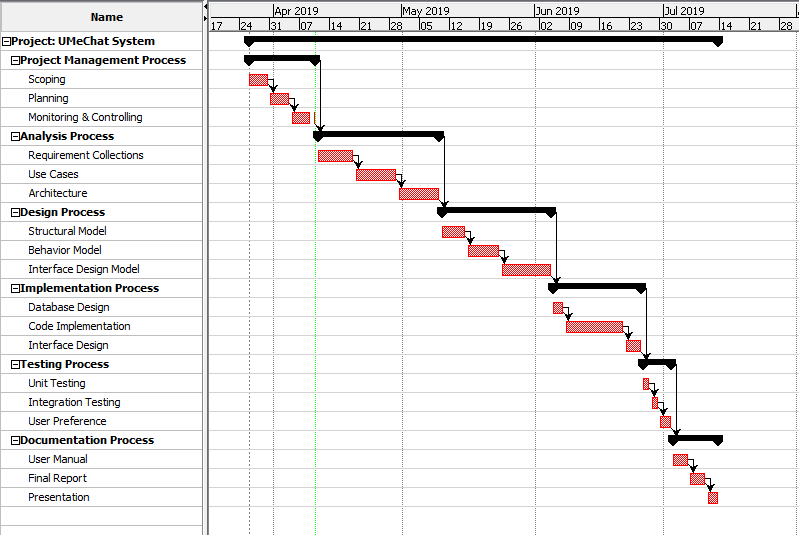 Name
Apr 2019 May 2019 Jun 2019 Jul 2019
17 24 31 07 14 21 28 05 12 19 26 02 09 16 23 30 07 14 21 28
Project: UMeChat System
Project Management Process
Scoping
Planning
Monitoring & Controlling
Analysis Process
Requirement Collections
Use Cases
Architecture
Design Process
Structural Model
Behavior Model
Interface Design Model
Implementation Process
Database Design
Code Implementation
Interface Design
Testing Process
Unit Testing
Integration Testing
User Preference
Documentation Process
User Manual
Final Report
Presentation